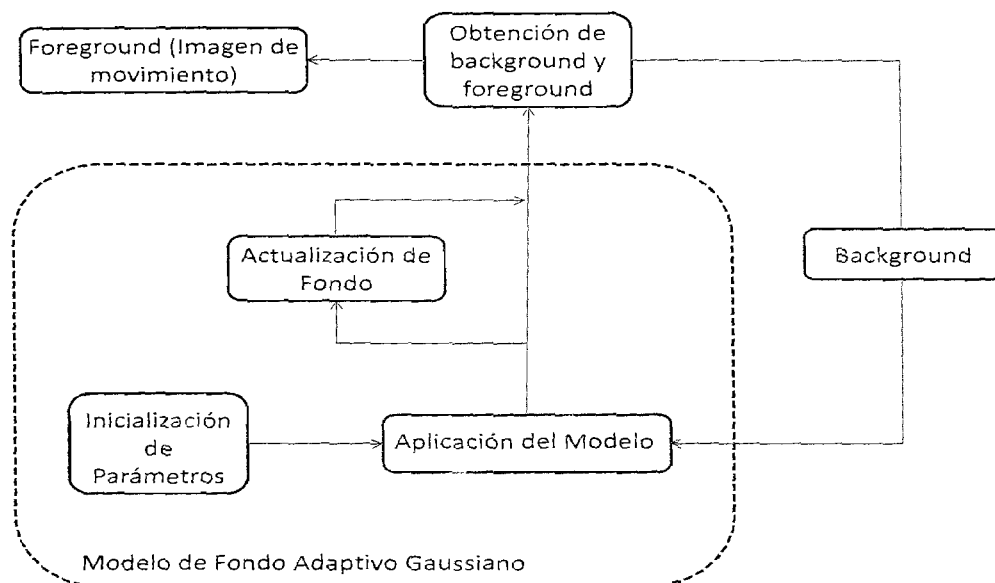 Foreground (Imagen de
movimiento)
Obtención de
background y
foreground
Actualización de
Fondo
Background
Inicialización
de
Parámetros
Aplicación del Modelo
Modelo de Fondo Adaptivo Gaussiano